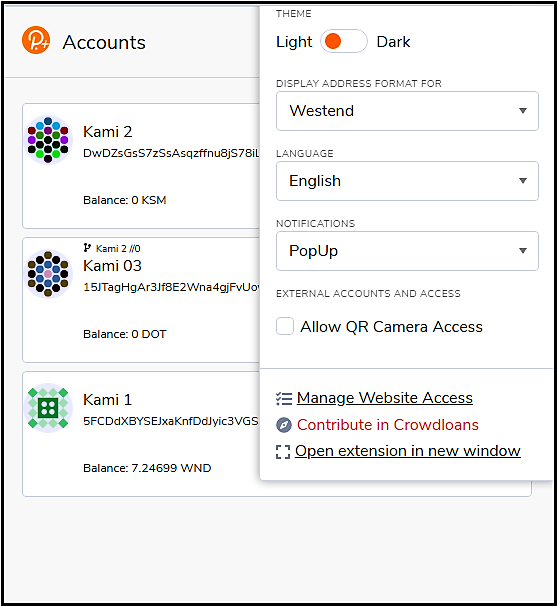 Accounts
Kami 2
DwDZsGsS7zSsAsqzffnu8jS78iL
Balance: 0 KSM
Kami 2 //0
Kami 03
15JTagHgAr3Jf8E2Wna4gjFvUov
Balance: 0 DOT
Kami 1
5FCDdXBYSEJxaKnfDdJyic3VGS
Balance: 7.24699 WND
THEME
Light Dark
DISPLAY ADDRESS FORMAT FOR
Westend
LANGUAGE
English
NOTIFICATIONS
PopUp
EXTERNAL ACCOUNTS AND ACCESS
Allow QR Camera Access
Manage Website Access
Contribute in Crowdloans
Open extension in new window